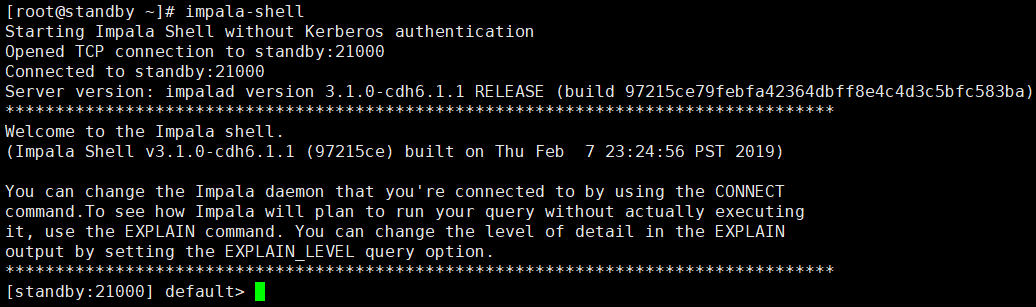 [root@standby ~]# impala-shell
Starting Impala Shell without Kerberos authentication
Opened TCP connection to standby:21000
Connected to standby:21000
Server version: impalad version 3.1.0-cdh6.1.1 RELEASE (build 97215ce79febfa42364dbff8e4c4d3c5bfc583ba)
***********************************************************************************
Welcome to the Impala shell.
(Impala Shell v3.1.0-cdh6.1.1 (97215ce) built on Thu Feb  7 23:24:56 PST 2019)

You can change the Impala daemon that you're connected to by using the CONNECT
command.To see how Impala will plan to run your query without actually executing
it, use the EXPLAIN command. You can change the level of detail in the EXPLAIN
output by setting the EXPLAIN_LEVEL query option.
***********************************************************************************
[standby:21000] default>